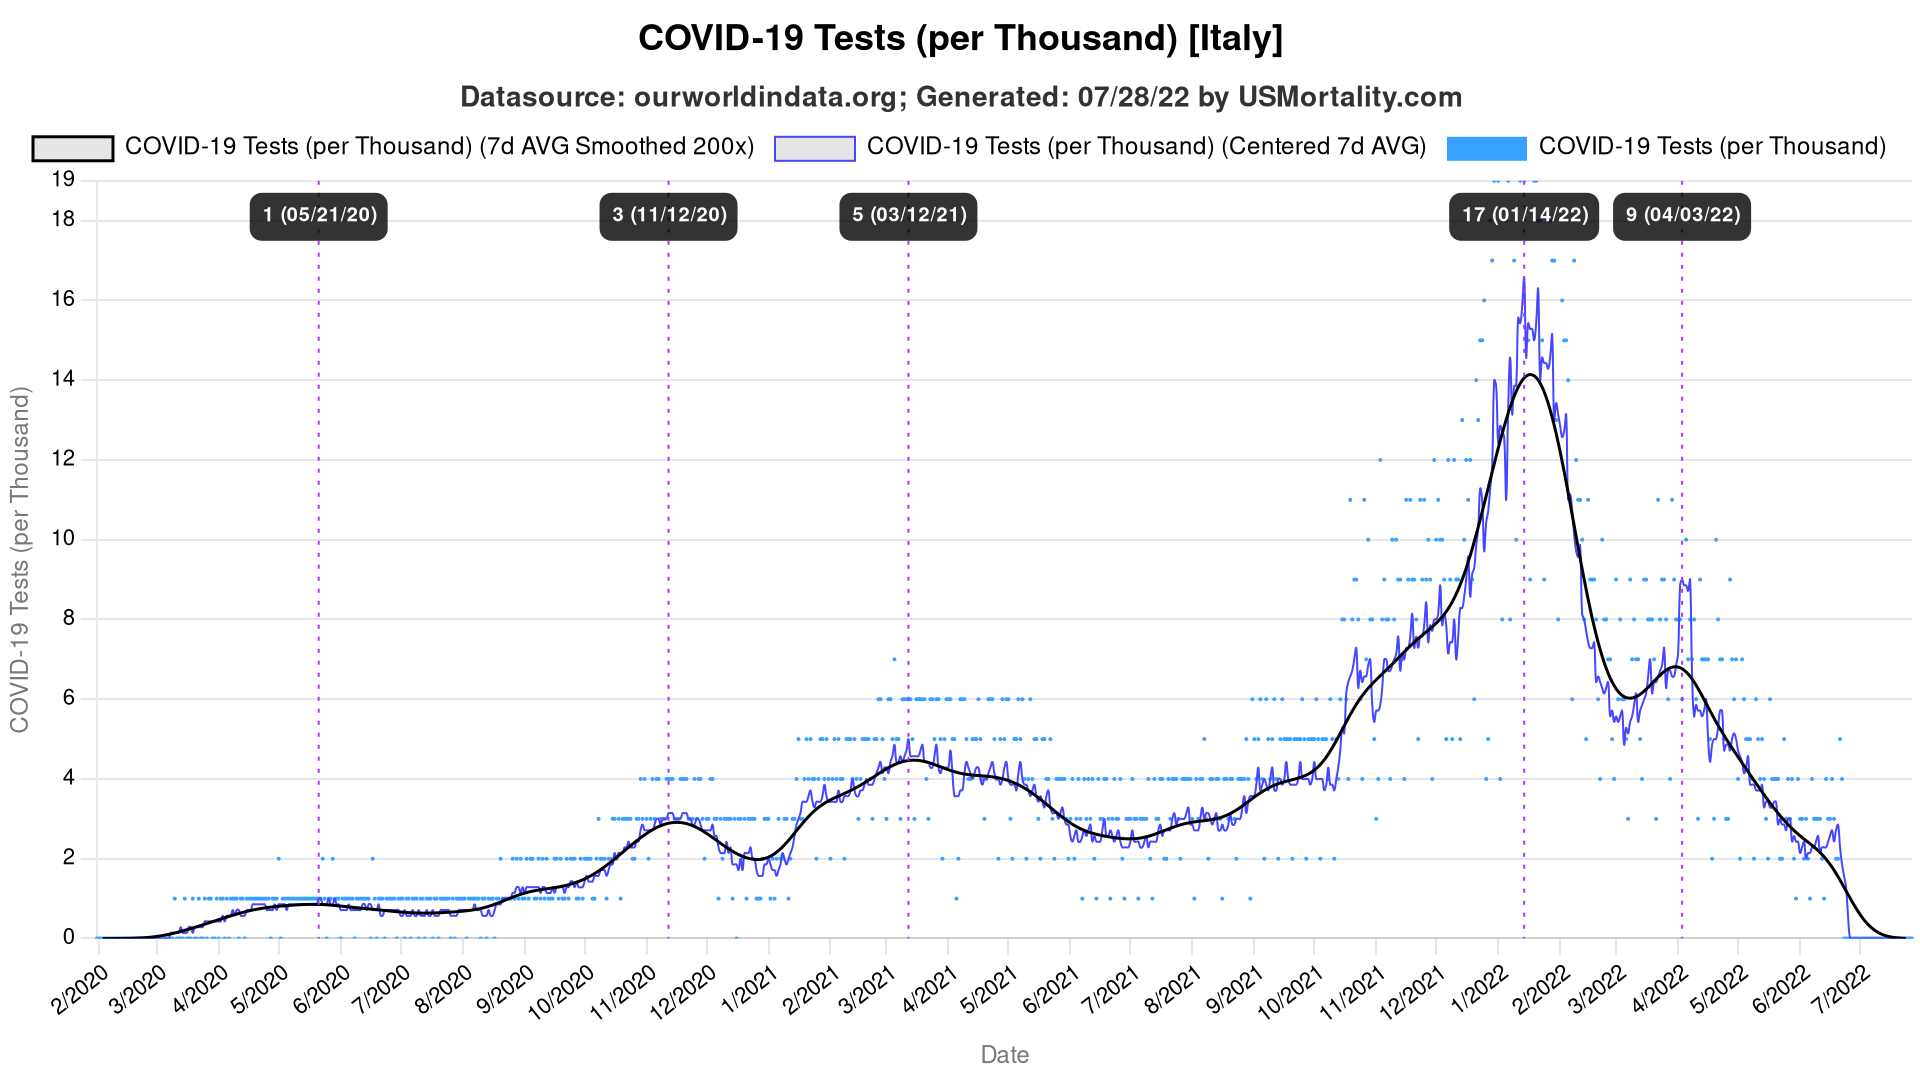 COVID-19 Tests (per Thousand) [Italy]
Datasource: ourworldindata.org; Generated: 07/28/22 by USMortality.com
COVID-19 Tests (per Thousand) (7d AVG Smoothed 200x) COVID-19 Tests (per Thousand) (Centered 7d AVG) COVID-19 Tests (per Thousand)
1 (05/21/20) 3 (11/12/20) 5 (03/12/21) 17 (01/14/22) 9 (04/03/22)
COVID-19 Tests (per Thousand)
19
18
16
14
12
10
8
6
4
2
0
2/2020 3/2020 4/2020 5/2020 6/2020 7/2020 8/2020 9/2020 10/2020 11/2020 12/2020 1/2021 2/2021 3/2021 4/2021 5/2021 6/2021 7/2021 8/2021 9/2021 10/2021 11/2021 12/2021 1/2022 2/2022 3/2022 4/2022 5/2022 6/2022 7/2022
Date